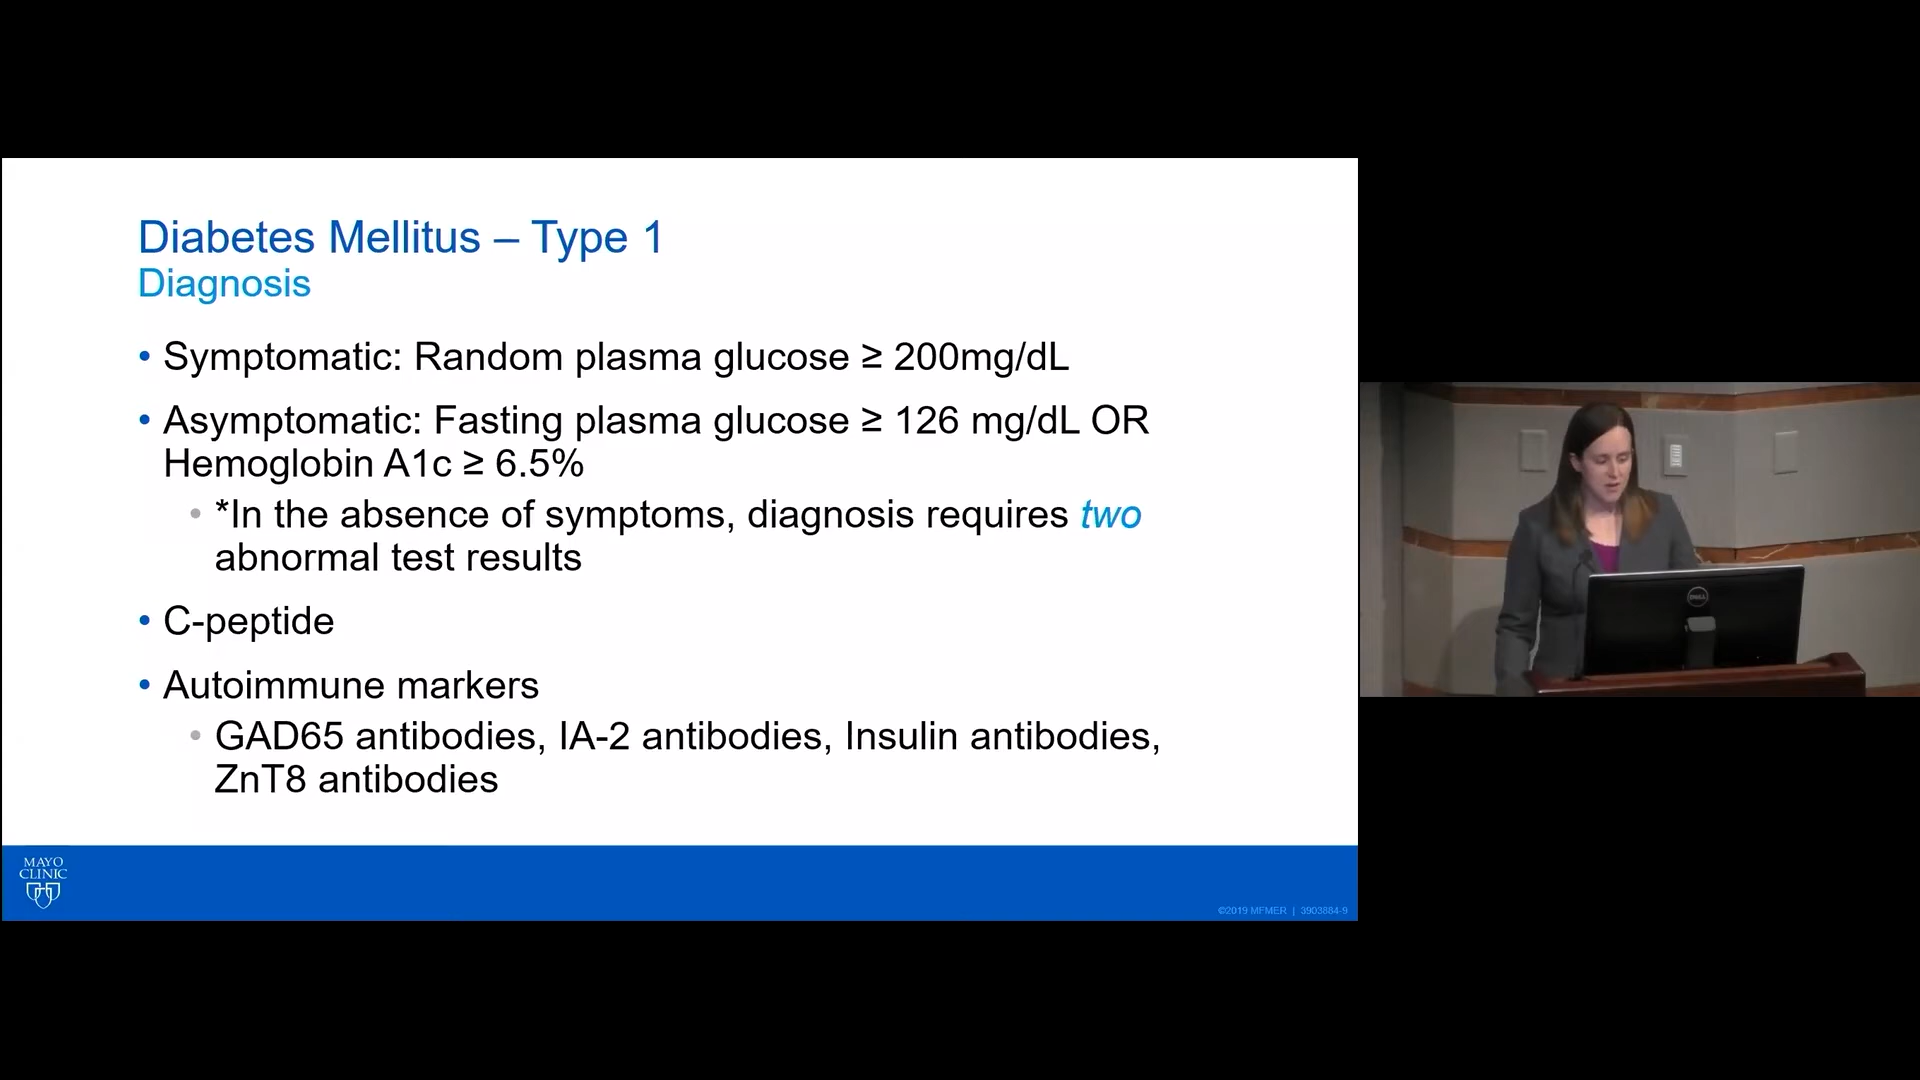 Diabetes Mellitus – Type 1
Diagnosis
• Symptomatic: Random plasma glucose ≥ 200mg/dL
• Asymptomatic: Fasting plasma glucose ≥ 126 mg/dL OR
Hemoglobin A1c ≥ 6.5%
• *In the absence of symptoms, diagnosis requires two
abnormal test results
• C-peptide
• Autoimmune markers
• GAD65 antibodies, IA-2 antibodies, Insulin antibodies,
ZnT8 antibodies
MAYO
CLINIC
©2019 MFMER | 3903884-9
DELL